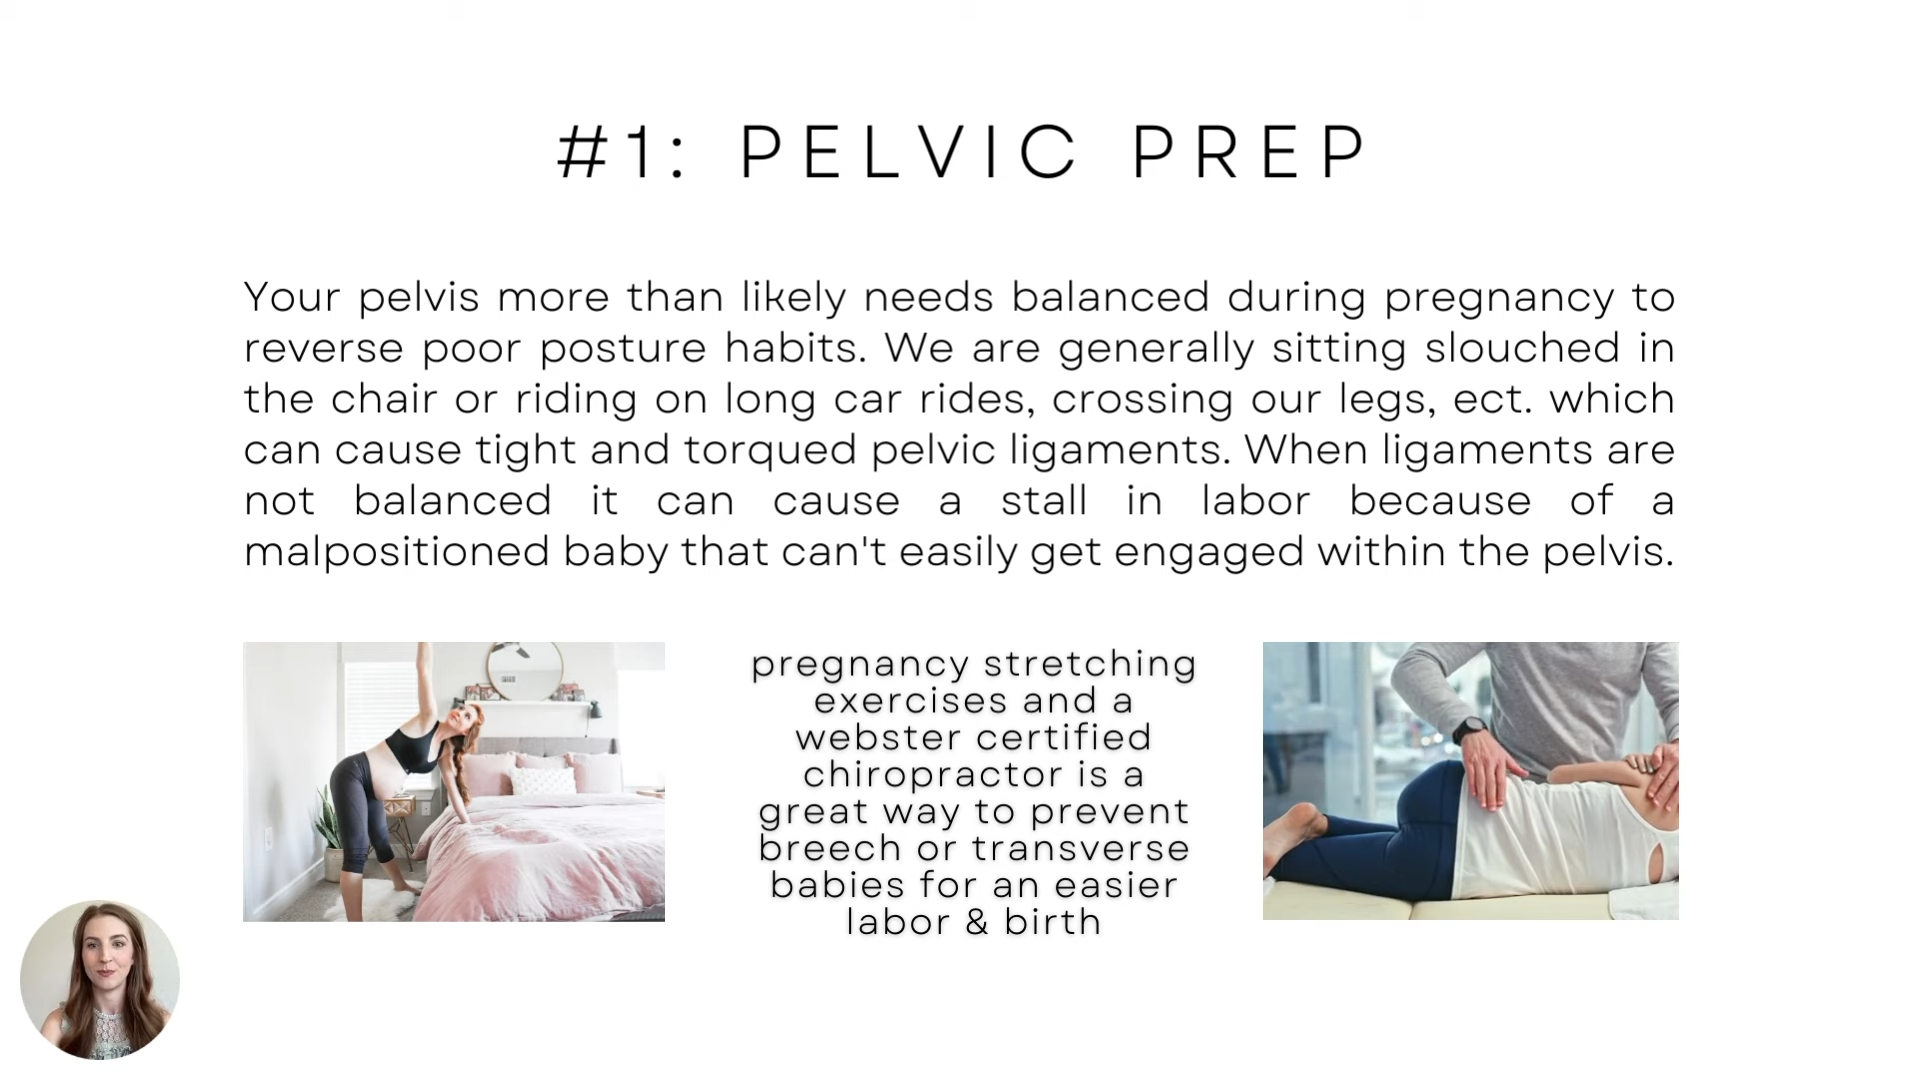 #1: PELVIC PREP
Your pelvis more than likely needs balanced during pregnancy to
reverse poor posture habits. We are generally sitting slouched in
the chair or riding on long car rides, crossing our legs, ect. which
can cause tight and torqued pelvic ligaments. When ligaments are
not balanced it can cause a stall in labor because of a
malpositioned baby that can't easily get engaged within the pelvis.
pregnancy stretching
exercises and a
webster certified
chiropractor is a
great way to prevent
breech or transverse
babies for an easier
labor & birth